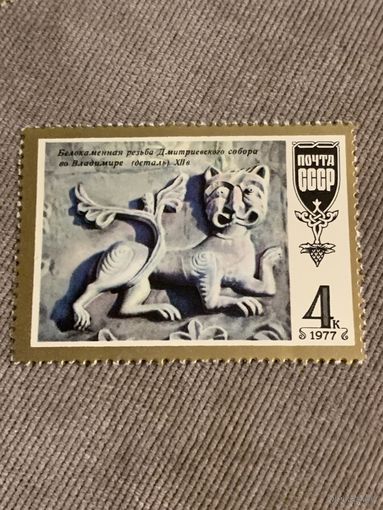 Белокаменная резьба Дмитриевского собора
во Владимире (деталь). XII в.
ПОЧТА
СССР
4к
1977